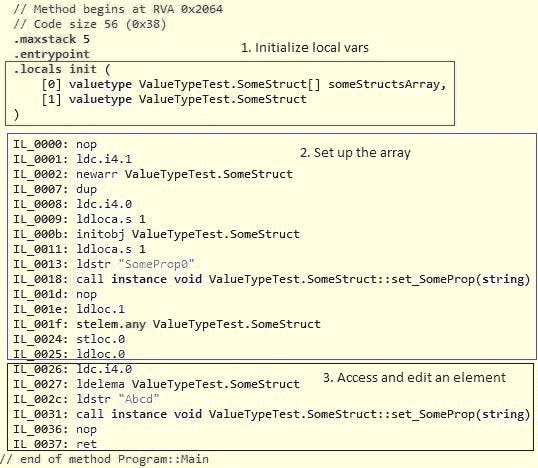 // Method begins at RVA 0x2064
// Code size 56 (0x38)
.maxstack 5
1. Initialize local vars
.entrypoint
.locals init (
[0] valuetype ValueTypeTest.SomeStruct[] someStructsArray,
[1] valuetype ValueTypeTest.SomeStruct
)
IL_0000: nop
2. Set up the array
IL_0001: ldc.i4.1
IL_0002: newarr ValueTypeTest.SomeStruct
IL_0007: dup
IL_0008: ldc.i4.0
IL_0009: ldloca.s 1
IL_000b: initobj ValueTypeTest.SomeStruct
IL_0011: ldloca.s 1
IL_0013: ldstr "SomeProp0"
IL_0018: call instance void ValueTypeTest.SomeStruct::set_SomeProp(string)
IL_001d: nop
IL_001e: ldloc.1
IL_001f: stelem.any ValueTypeTest.SomeStruct
IL_0024: stloc.0
IL_0025: ldloc.0
IL_0026: ldc.i4.0
IL_0027: ldelema ValueTypeTest.SomeStruct
3. Access and edit an element
IL_002c: ldstr "Abcd"
IL_0031: call instance void ValueTypeTest.SomeStruct::set_SomeProp(string)
IL_0036: nop
IL_0037: ret
// end of method Program::Main